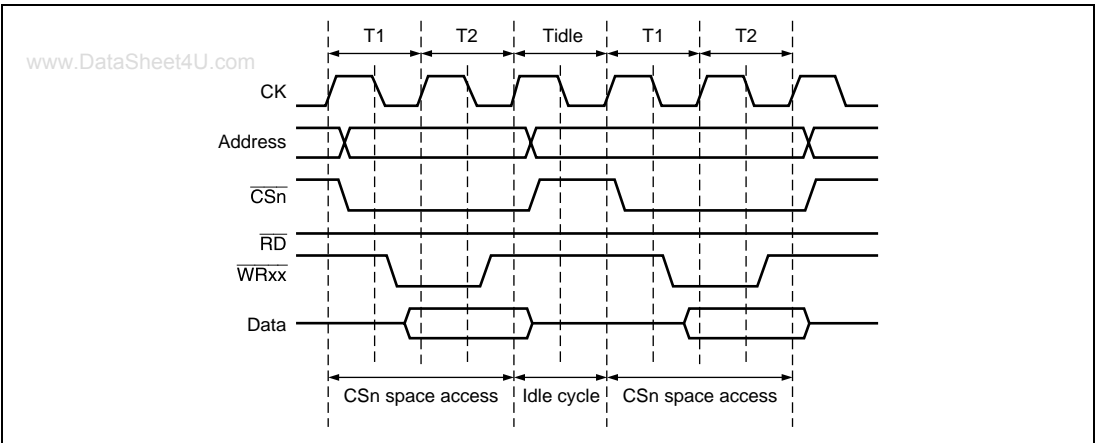 T1 T2 Tidle T1 T2
www.DataSheet4U.com
CK
Address
CSn
RD
WRxx
Data
CSn space access Idle cycle CSn space access